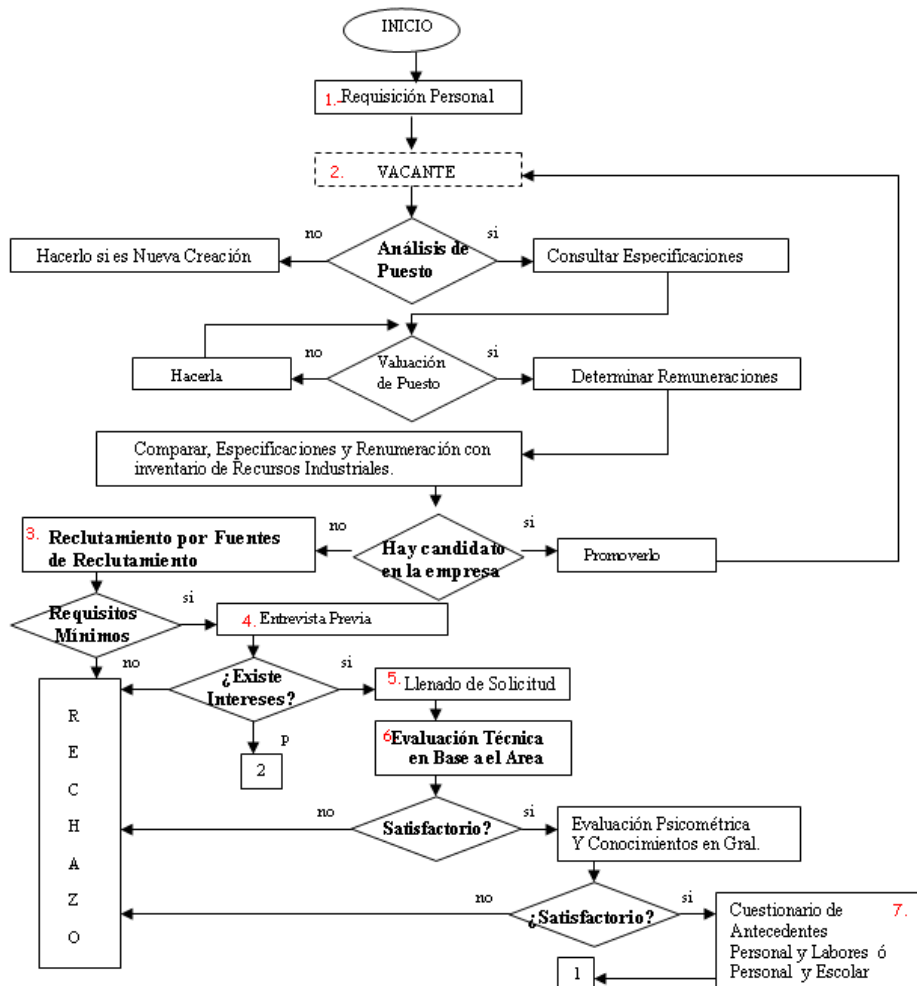 INICIO
1.- Requisición Personal
2. VACANTE
no
si
Hacerlo si es Nueva Creación
Análisis de
Puesto
Consultar Especificaciones
no
si
Hacerla
Valuación
de Puesto
Determinar Remuneraciones
Comparar, Especificaciones y Renumeración con
inventario de Recursos Industriales.
no
si
3. Reclutamiento por Fuentes
de Reclutamiento
Hay candidato
en la empresa
Promoverlo
Requisitos
Mínimos
si
4. Entrevista Previa
no
¿Existe
Intereses?
si
5. Llenado de Solicitud
p
2
6 Evaluación Técnica
en Base a el Area
R
E
C
H
A
Z
O
no
Satisfactorio?
si
Evaluación Psicométrica
Y Conocimientos en Gral.
no
¿Satisfactorio?
si
Cuestionario de 7.
Antecedentes
Personal y Labores ó
Personal y Escolar
1